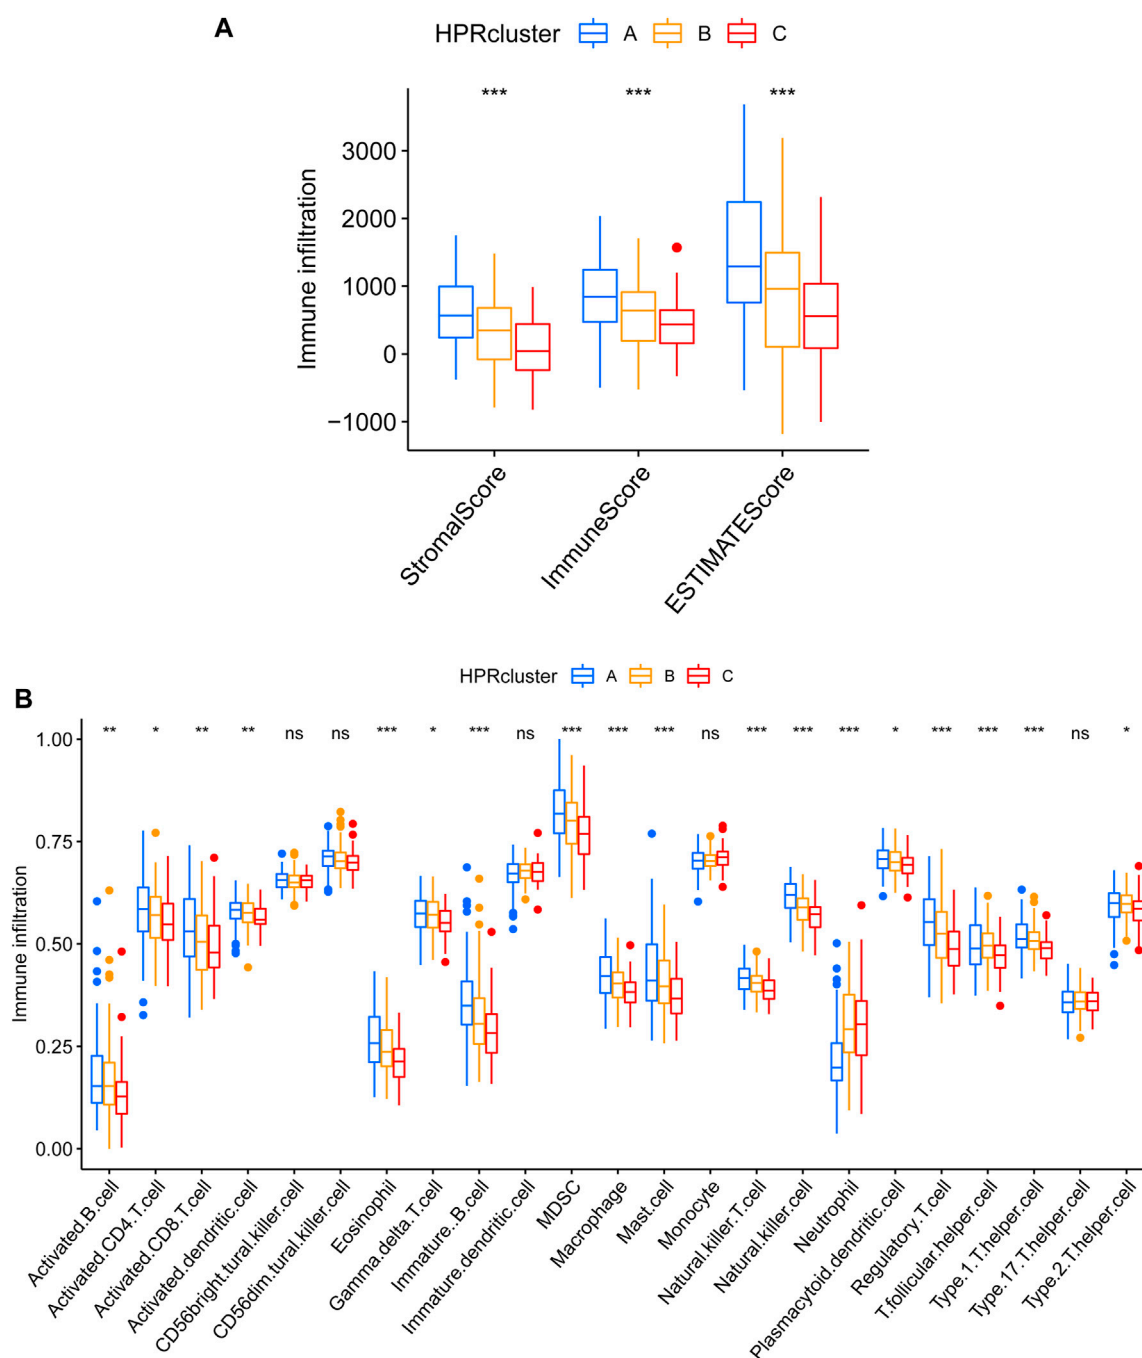 A
HPRcluster A B C
*** *** ***
Immune infiltration
3000
2000
1000
0
−1000
StromalScore
ImmuneScore
ESTIMATEScore
HPRcluster A B C
B
** * ** ** ns ns *** * *** ns *** *** *** ns *** *** *** * *** *** *** ns *
Immune infiltration
1.00
0.75
0.50
0.25
0.00
Activated.B.cell
Activated.CD4.T.cell
Activated.CD8.T.cell
Activated.dendritic.cell
CD56bright.tural.killer.cell
CD56dim.tural.killer.cell
Eosinophil
Gamma.delta.T.cell
Immature..B.cell
Immature.dendritic.cell
MDSC
Macrophage
Mast.cell
Monocyte
Natural.killer.T.cell
Natural.killer.cell
Neutrophil
Plasmacytoid.dendritic.cell
Regulatory.T.cell
T.follicular.helper.cell
Type.1.T.helper.cell
Type.17.T.helper.cell
Type.2.T.helper.cell